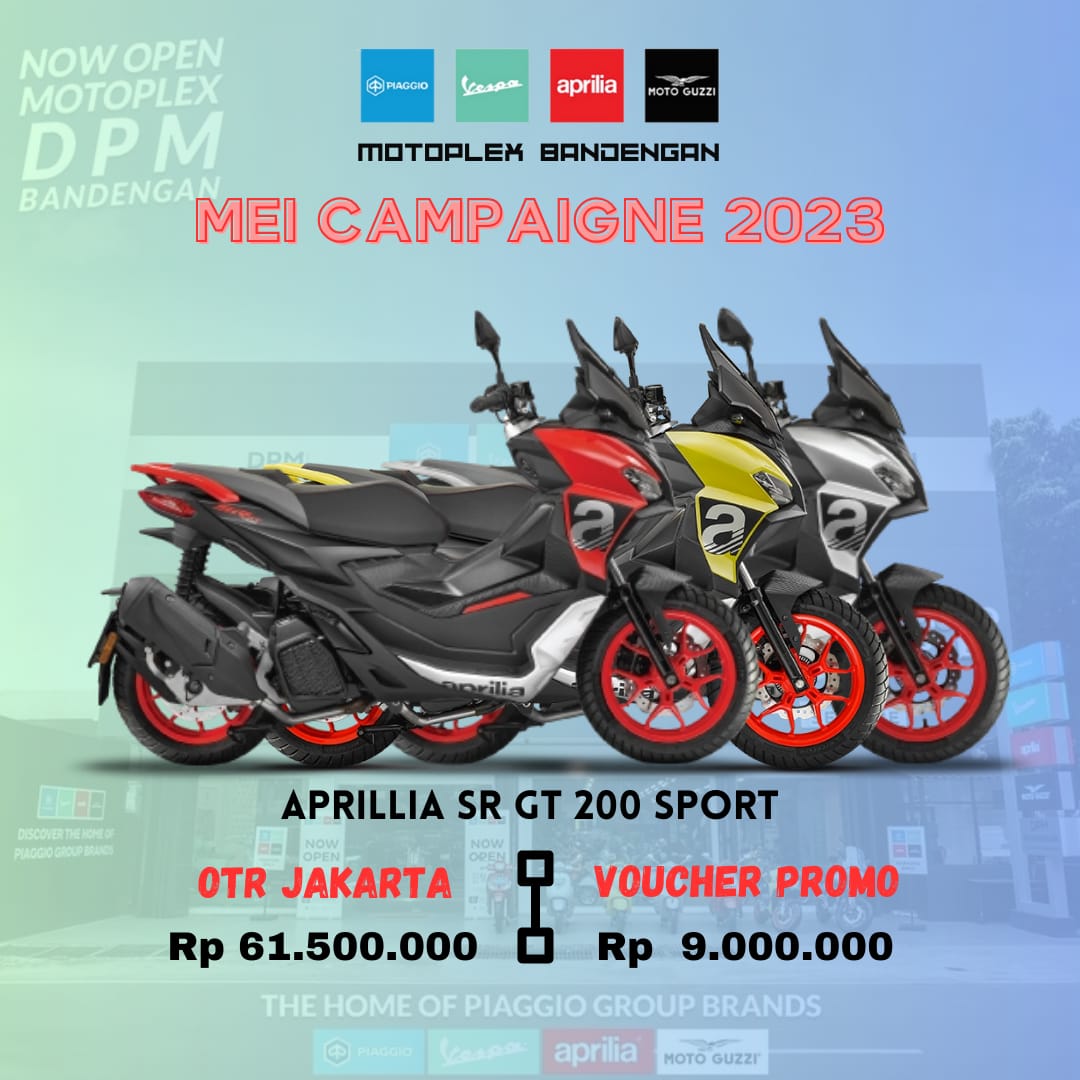 NOW OPEN
MOTOPLEX
DPM
BANDENGAN
PIAGGIO
Vespa
aprilia
MOTO GUZZI
MOTOPLEX BANDENGAN
MEI CAMPAIGNE 2023
DPM
a
a
a
aprilia
APRILLIA SR GT 200 SPORT
DISCOVER THE HOME OF
PIAGGIO GROUP BRANDS
NOW
OPEN
NOW
OPEN
aprilia
OTR JAKARTA
VOUCHER PROMO
Rp 61.500.000
Rp 9.000.000
THE HOME OF PIAGGIO GROUP BRANDS
PIAGGIO
Vespa
aprilia
MOTO GUZZI